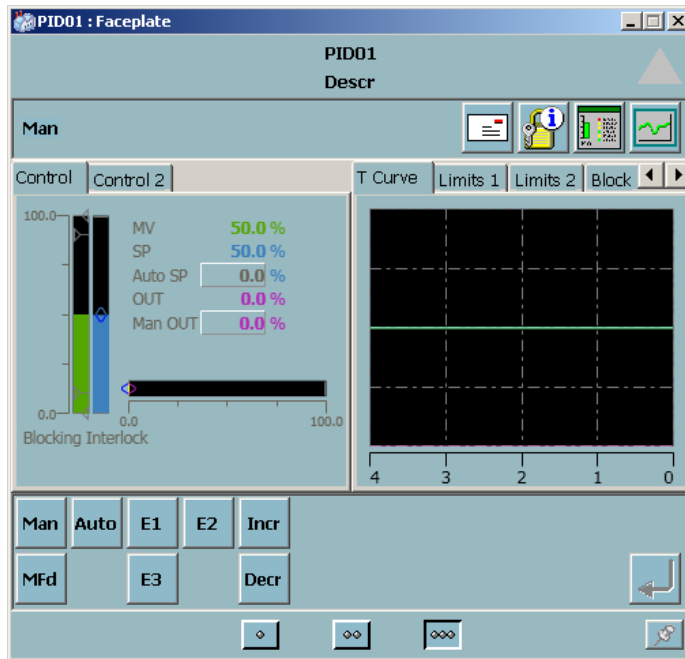 PID01 : Faceplate
PID01
Descr
Man
Control Control 2
T Curve Limits 1 Limits 2 Block
100.0
MV 50.0 %
SP 50.0 %
Auto SP 0.0 %
OUT 0.0 %
Man OUT 0.0 %
0.0
0.0 100.0
Blocking Interlock
4 3 2 1 0
Man Auto E1 E2 Incr
MFd E3 Decr